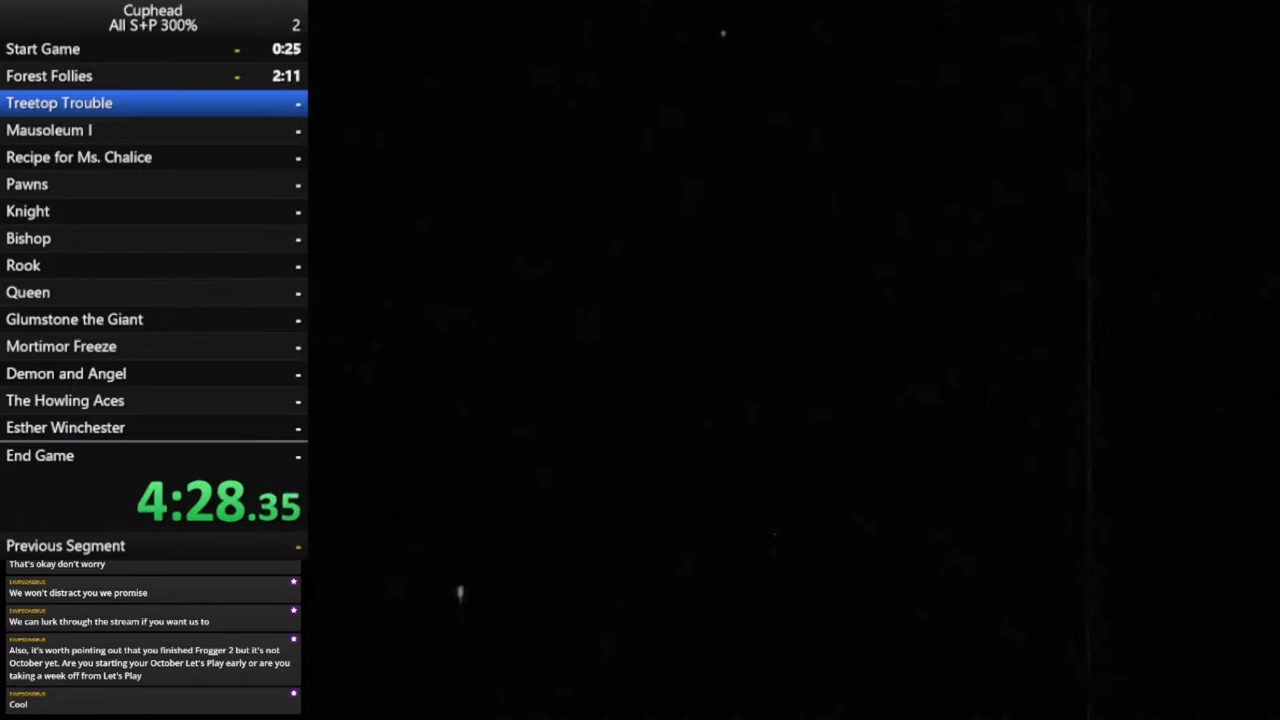 Cuphead
All S+P 300% 2
Start Game - 0:25
Forest Follies - 2:11
Treetop Trouble -
Mausoleum I -
Recipe for Ms. Chalice -
Pawns -
Knight -
Bishop -
Rook -
Queen -
Glumstone the Giant -
Mortimor Freeze -
Demon and Angel -
The Howling Aces -
Esther Winchester -
End Game -
4:28.35
Previous Segment -
That's okay don't worry
We won't distract you we promise
We can lurk through the stream if you want us to
Also, it's worth pointing out that you finished Frogger 2 but it's not
October yet. Are you starting your October Let's Play early or are you
taking a week off from Let's Play
Cool